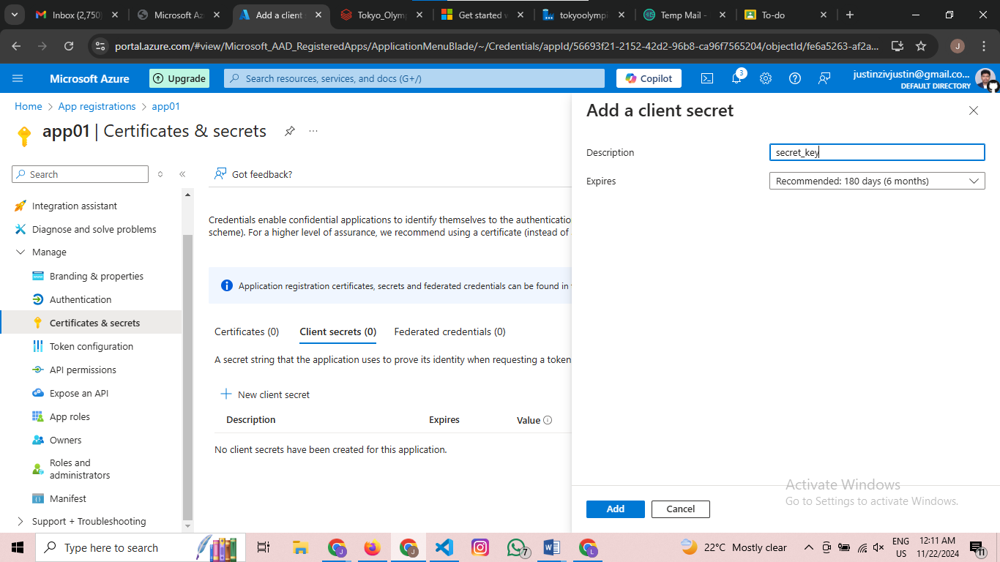 Inbox (2,750)
Microsoft Az
Add a client
Tokyo_Olymp
Get started w
tokyoolympi
Temp Mail -
To-do
portal.azure.com/#view/Microsoft_AAD_RegisteredApps/ApplicationMenuBlade/~/Credentials/appId/56693f21-2152-42d2-96b8-ca96f7565204/objectId/fe6a5263-af2a...
J
Microsoft Azure
Upgrade
Search resources, services, and docs (G+/)
Copilot
3
justinzivjustin@gmail.co...
DEFAULT DIRECTORY
Home > App registrations > app01
app01 | Certificates & secrets
Search
Got feedback?
Integration assistant
Diagnose and solve problems
Manage
Branding & properties
Authentication
Certificates & secrets
Token configuration
API permissions
Expose an API
App roles
Owners
Roles and
administrators
Manifest
Support + Troubleshooting
Credentials enable confidential applications to identify themselves to the authenticatio
scheme). For a higher level of assurance, we recommend using a certificate (instead of
Application registration certificates, secrets and federated credentials can be found in
Certificates (0)
Client secrets (0)
Federated credentials (0)
A secret string that the application uses to prove its identity when requesting a token
New client secret
Description
Expires
Value
No client secrets have been created for this application.
Add a client secret
Description
secret_key
Expires
Recommended: 180 days (6 months)
Activate Windows
Go to Settings to activate Windows.
Add
Cancel
Type here to search
7
22°C Mostly clear
ENG
US
12:11 AM
11/22/2024
11